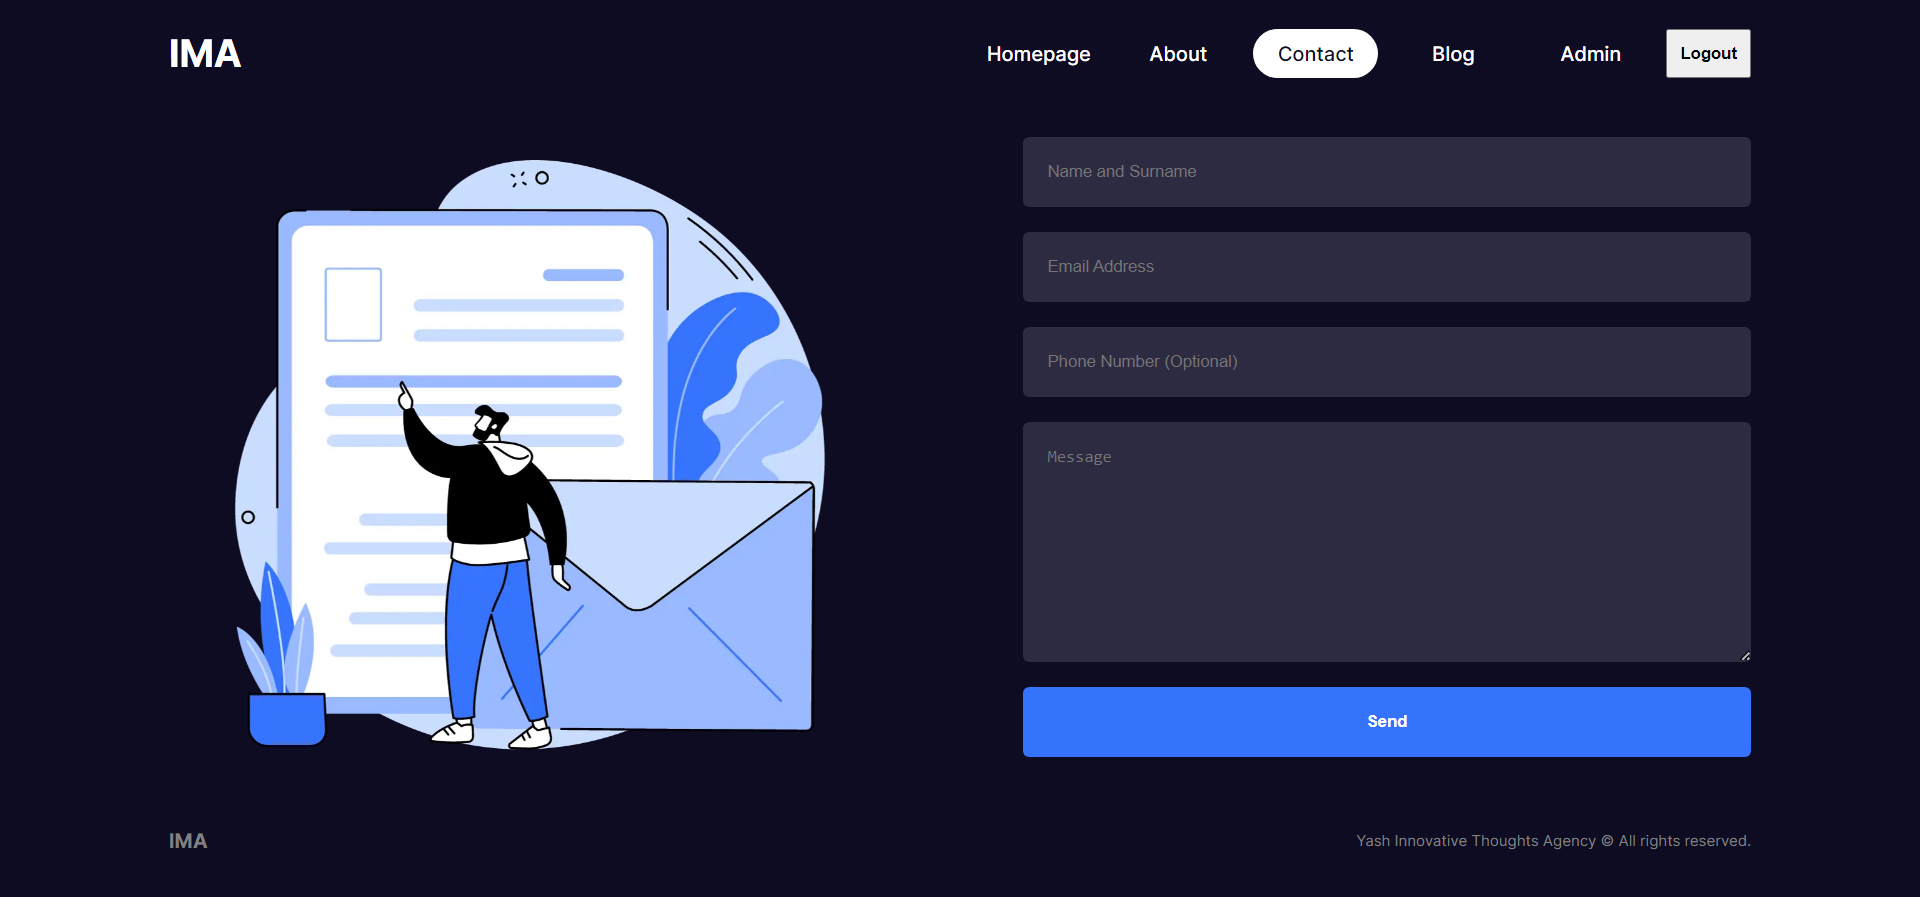 IMA
Homepage
About
Contact
Blog
Admin
Logout
Name and Surname
Email Address
Phone Number (Optional)
Message
Send
IMA
Yash Innovative Thoughts Agency © All rights reserved.